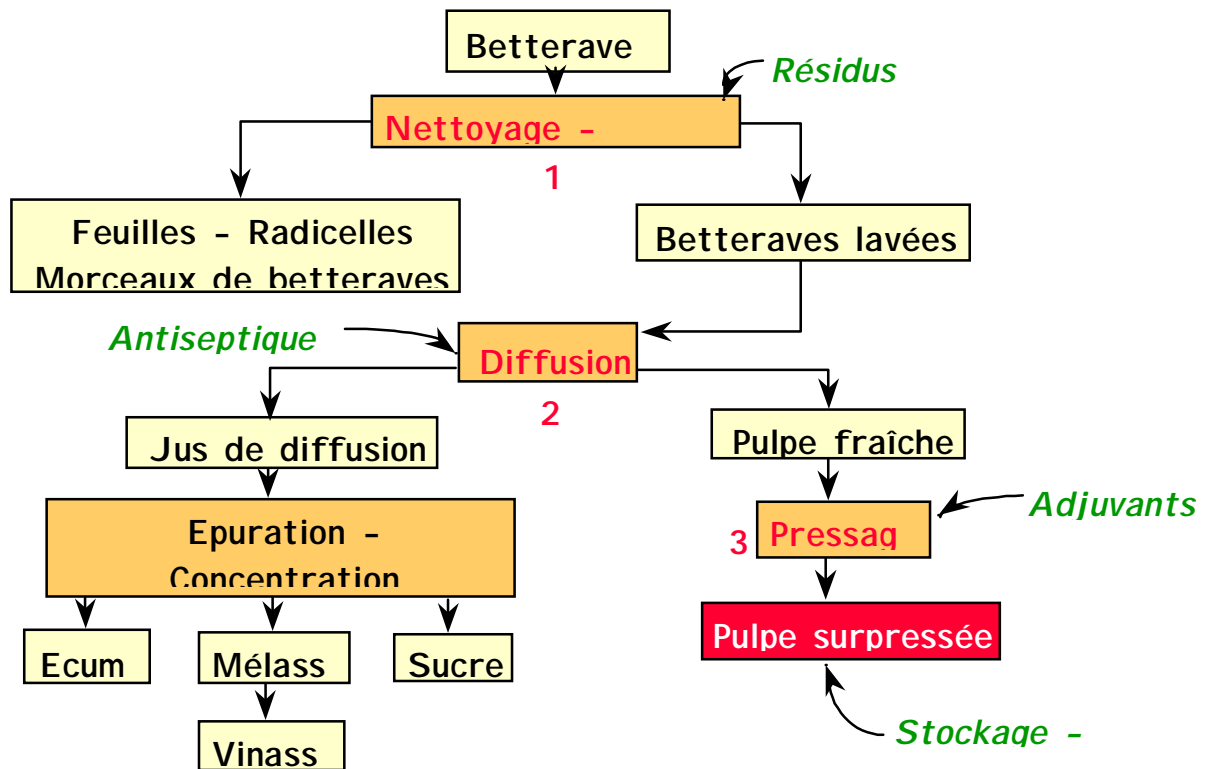 Betterave
Résidus
Nettoyage -
1
Feuilles - Radicelles
Morceaux de betteraves
Betteraves lavées
Antiseptique
Diffusion
2
Jus de diffusion
Pulpe fraîche
Adjuvants
Epuration -
Concentration
3
Pressag
Ecum
Mélass
Sucre
Pulpe surpressée
Vinass
Stockage -